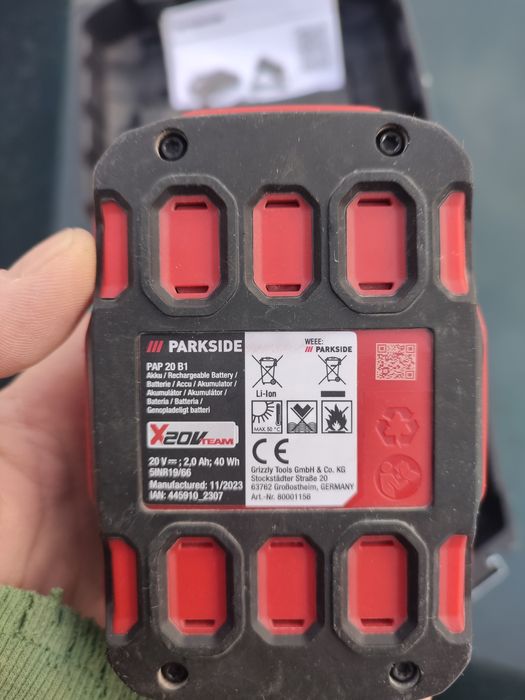 /// PARKSIDE
PAP 20 B1
Akku / Rechargeable Battery /
Batterie / Accu / Akumulator /
Akumulátor / Akumulátor /
Batería / Batteria /
Genopladeligt batteri
X20V TEAM
20 V ⎓ ; 2,0 Ah; 40 Wh
5INR19/66
Manufactured: 11/2023
IAN: 445910_2307
WEEE:
/// PARKSIDE
Li-Ion
MAX. 50 °C
CE
Grizzly Tools GmbH & Co. KG
Stockstädter Straße 20
63762 Großostheim, GERMANY
Art.-Nr. 80001156